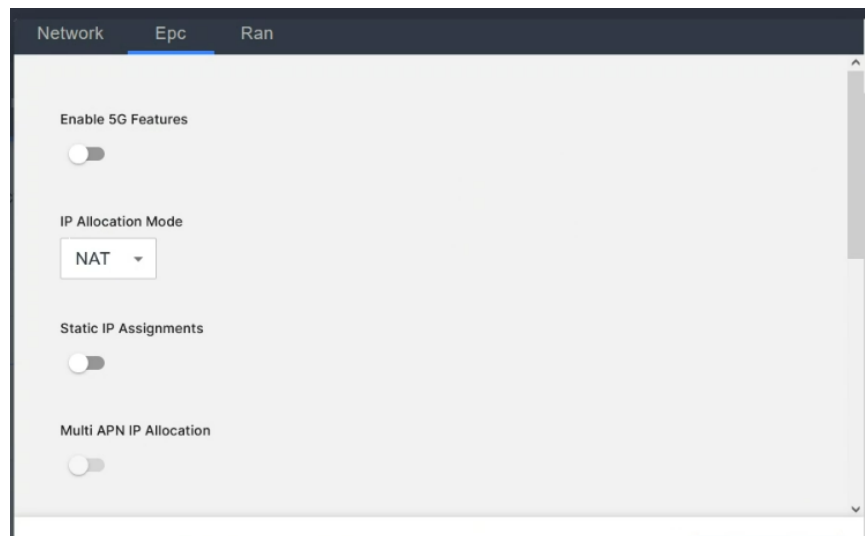 Network Epc Ran
Enable 5G Features
IP Allocation Mode
NAT
Static IP Assignments
Multi APN IP Allocation